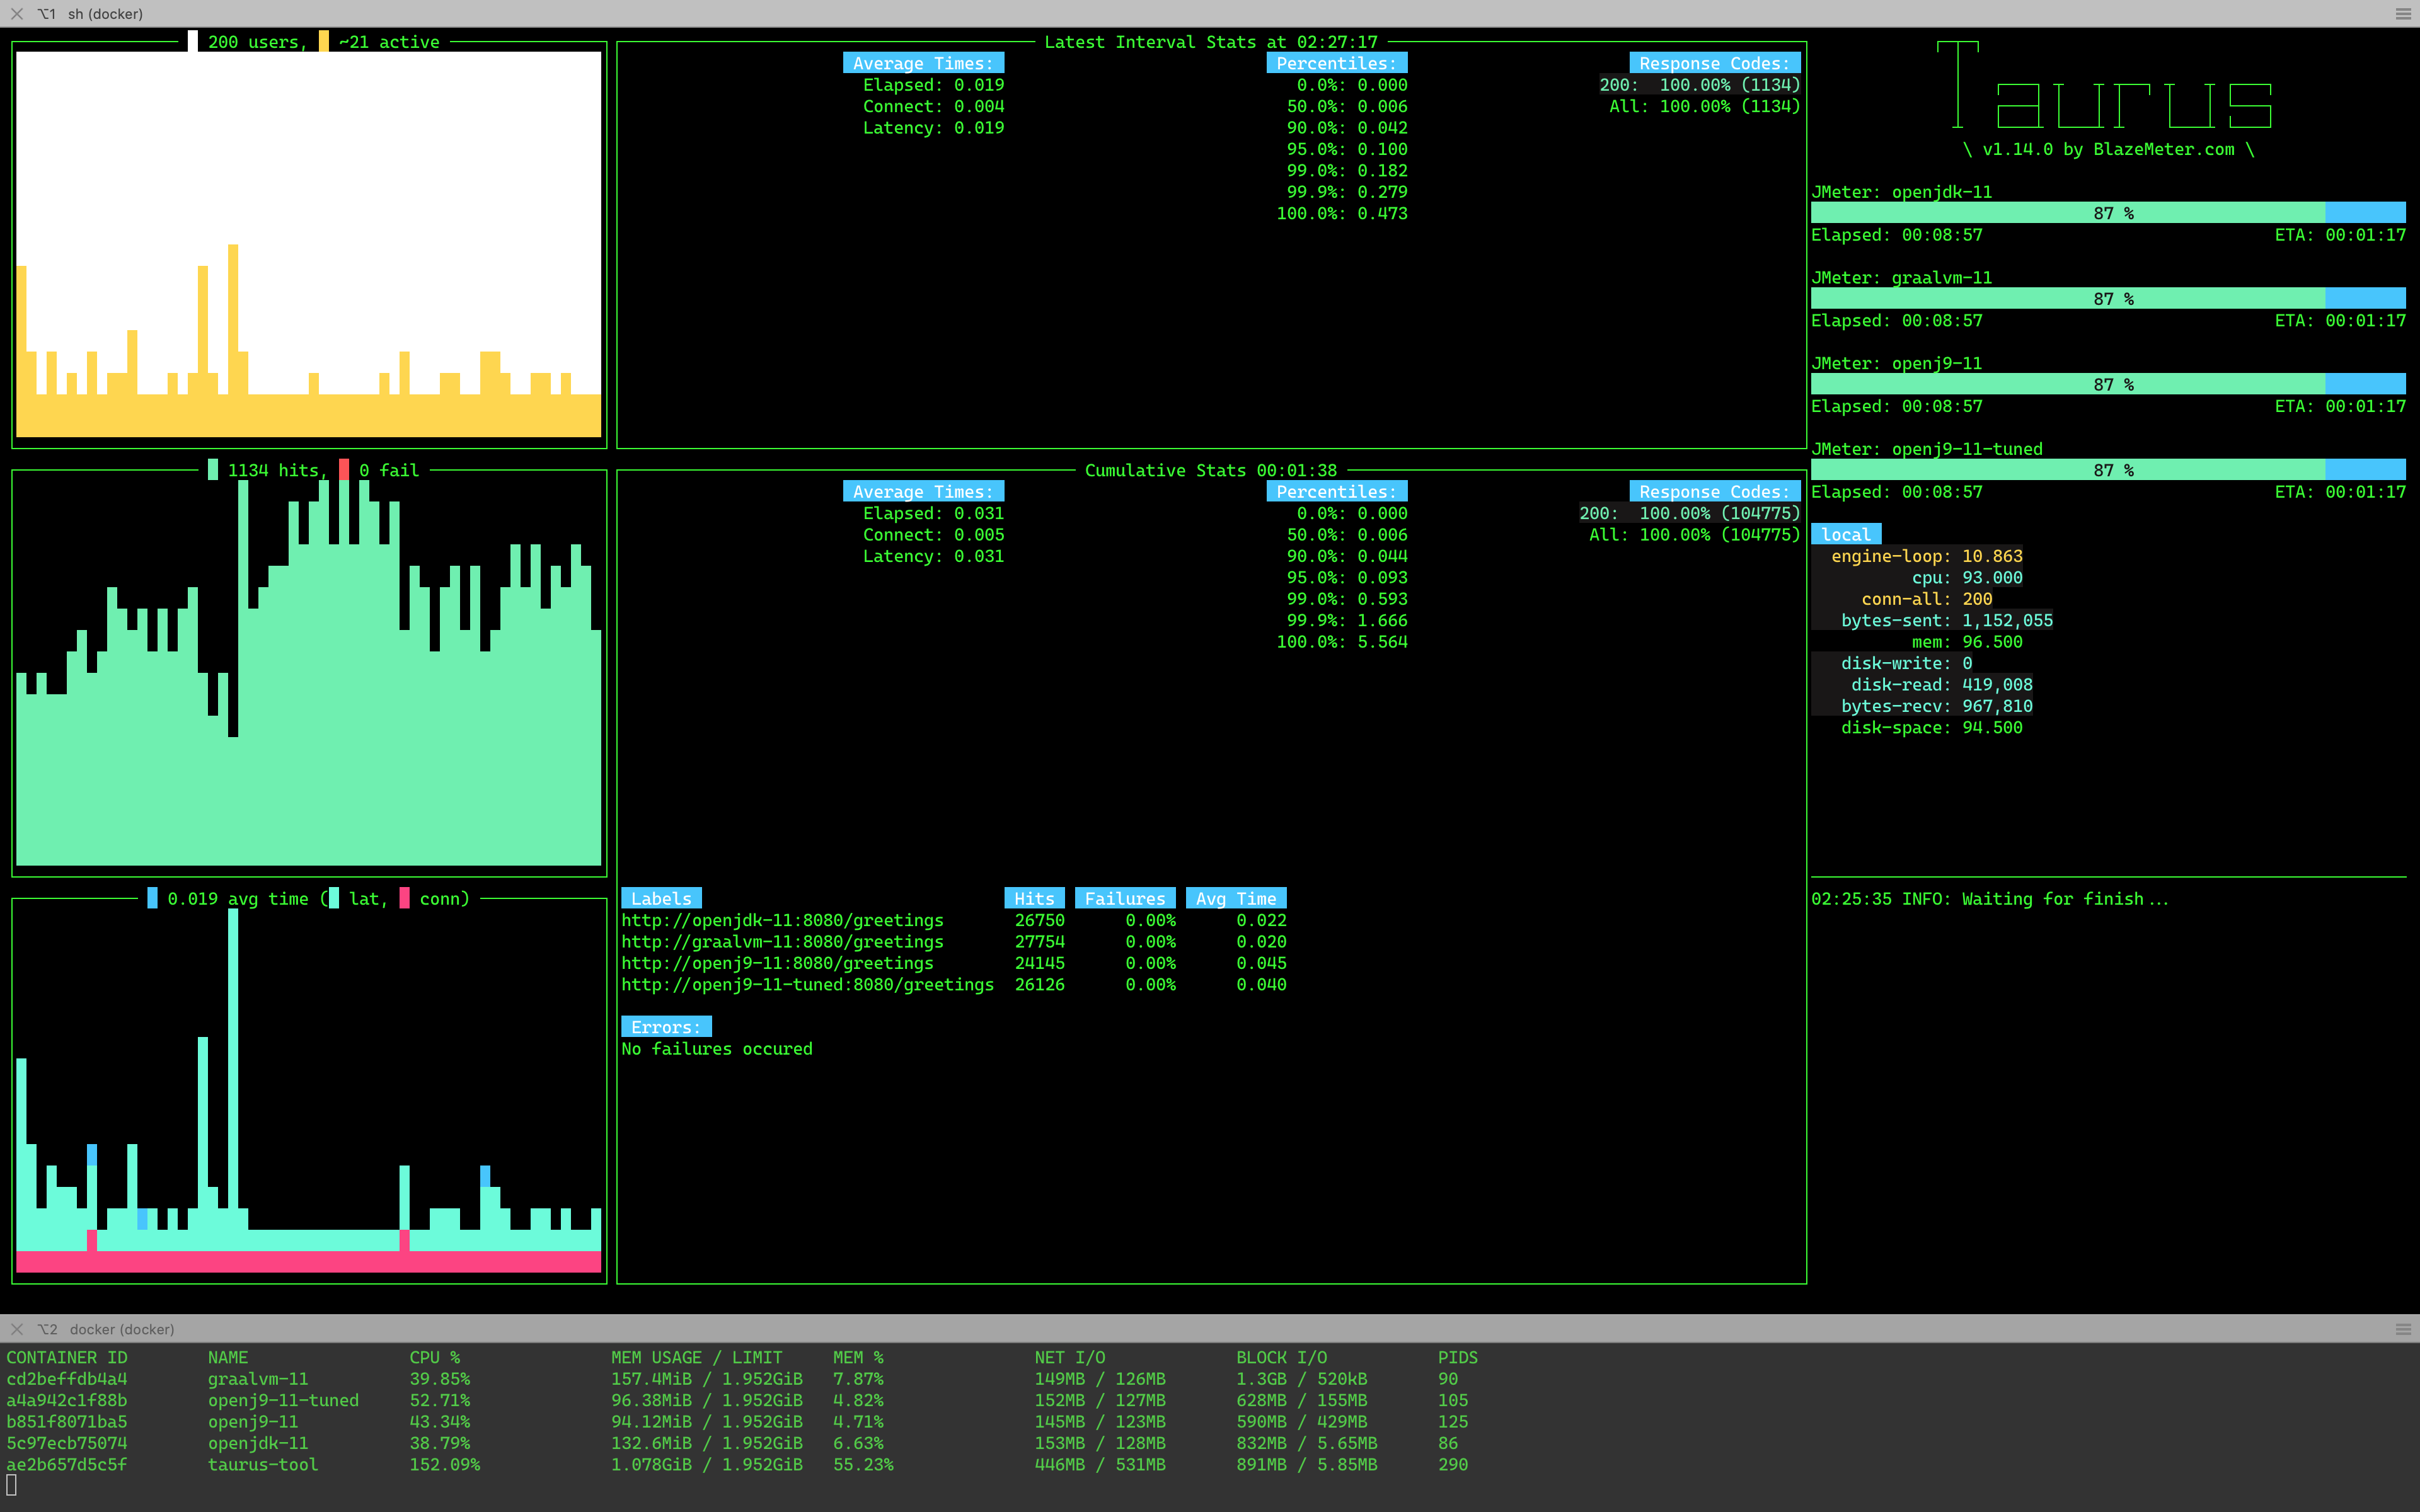 ⌥1 sh (docker)
200 users, ~21 active
Latest Interval Stats at 02:27:17
Average Times: Percentiles: Response Codes:
Elapsed: 0.019 0.0%: 0.000 200: 100.00% (1134)
Connect: 0.004 50.0%: 0.006 All: 100.00% (1134)
Latency: 0.019 90.0%: 0.042
95.0%: 0.100
99.0%: 0.182
99.9%: 0.279
100.0%: 0.473
Taurus
\ v1.14.0 by BlazeMeter.com \
JMeter: openjdk-11
87 %
Elapsed: 00:08:57 ETA: 00:01:17
JMeter: graalvm-11
87 %
Elapsed: 00:08:57 ETA: 00:01:17
JMeter: openj9-11
87 %
Elapsed: 00:08:57 ETA: 00:01:17
JMeter: openj9-11-tuned
87 %
Elapsed: 00:08:57 ETA: 00:01:17
1134 hits, 0 fail
Cumulative Stats 00:01:38
Average Times: Percentiles: Response Codes:
Elapsed: 0.031 0.0%: 0.000 200: 100.00% (104775)
Connect: 0.005 50.0%: 0.006 All: 100.00% (104775)
Latency: 0.031 90.0%: 0.044
95.0%: 0.093
99.0%: 0.593
99.9%: 1.666
100.0%: 5.564
local
engine-loop: 10.863
cpu: 93.000
conn-all: 200
bytes-sent: 1,152,055
mem: 96.500
disk-write: 0
disk-read: 419,008
bytes-recv: 967,810
disk-space: 94.500
0.019 avg time ( lat, conn)
Labels Hits Failures Avg Time
http://openjdk-11:8080/greetings 26750 0.00% 0.022
http://graalvm-11:8080/greetings 27754 0.00% 0.020
http://openj9-11:8080/greetings 24145 0.00% 0.045
http://openj9-11-tuned:8080/greetings 26126 0.00% 0.040
Errors:
No failures occured
02:25:35 INFO: Waiting for finish...
⌥2 docker (docker)
CONTAINER ID NAME CPU % MEM USAGE / LIMIT MEM % NET I/O BLOCK I/O PIDS
cd2beffdb4a4 graalvm-11 39.85% 157.4MiB / 1.952GiB 7.87% 149MB / 126MB 1.3GB / 520kB 90
a4a942c1f88b openj9-11-tuned 52.71% 96.38MiB / 1.952GiB 4.82% 152MB / 127MB 628MB / 155MB 105
b851f8071ba5 openj9-11 43.34% 94.12MiB / 1.952GiB 4.71% 145MB / 123MB 590MB / 429MB 125
5c97ecb75074 openjdk-11 38.79% 132.6MiB / 1.952GiB 6.63% 153MB / 128MB 832MB / 5.65MB 86
ae2b657d5c5f taurus-tool 152.09% 1.078GiB / 1.952GiB 55.23% 446MB / 531MB 891MB / 5.85MB 290